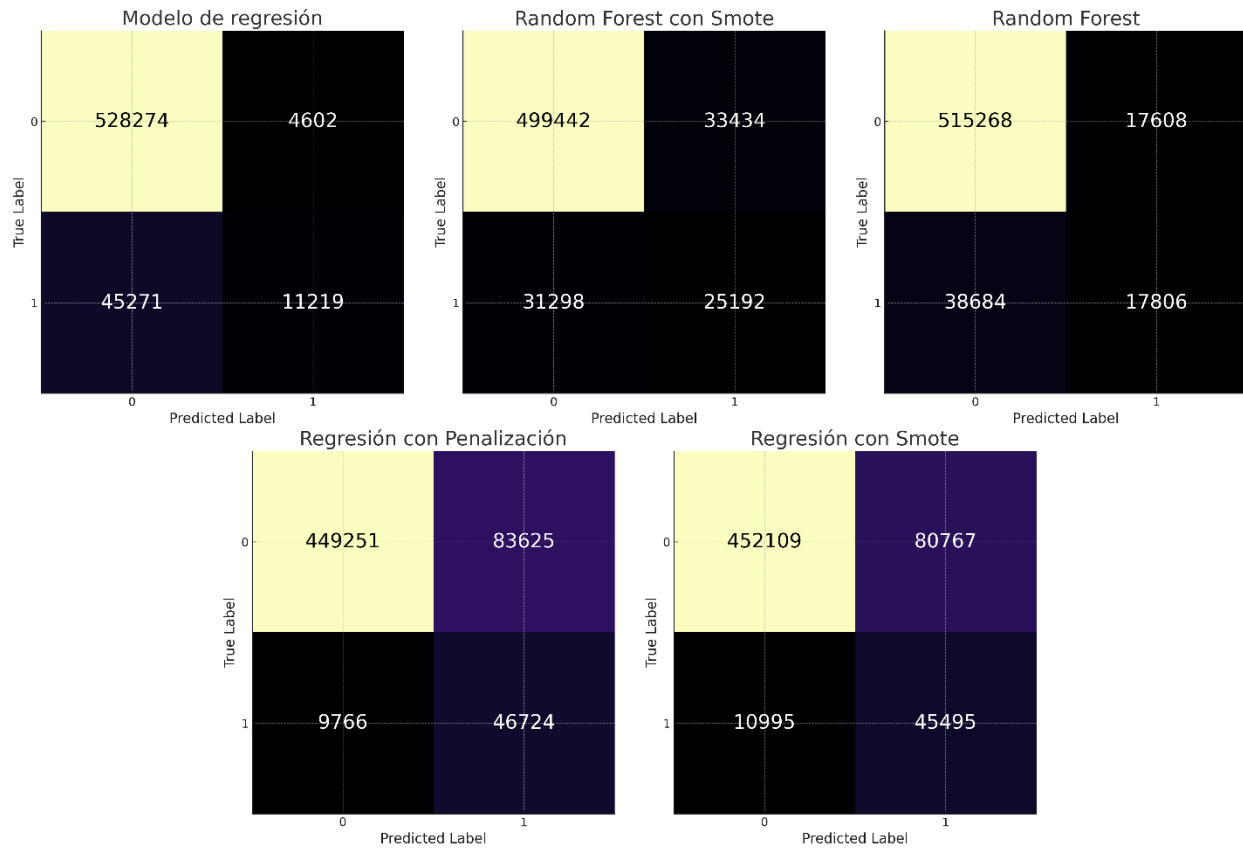 Modelo de regresión
Random Forest con Smote
Random Forest
True Label
0
528274
4602
1
45271
11219
0
1
Predicted Label
True Label
0
499442
33434
1
31298
25192
0
1
Predicted Label
True Label
0
515268
17608
1
38684
17806
0
1
Predicted Label
Regresión con Penalización
Regresión con Smote
True Label
0
449251
83625
1
9766
46724
0
1
Predicted Label
True Label
0
452109
80767
1
10995
45495
0
1
Predicted Label